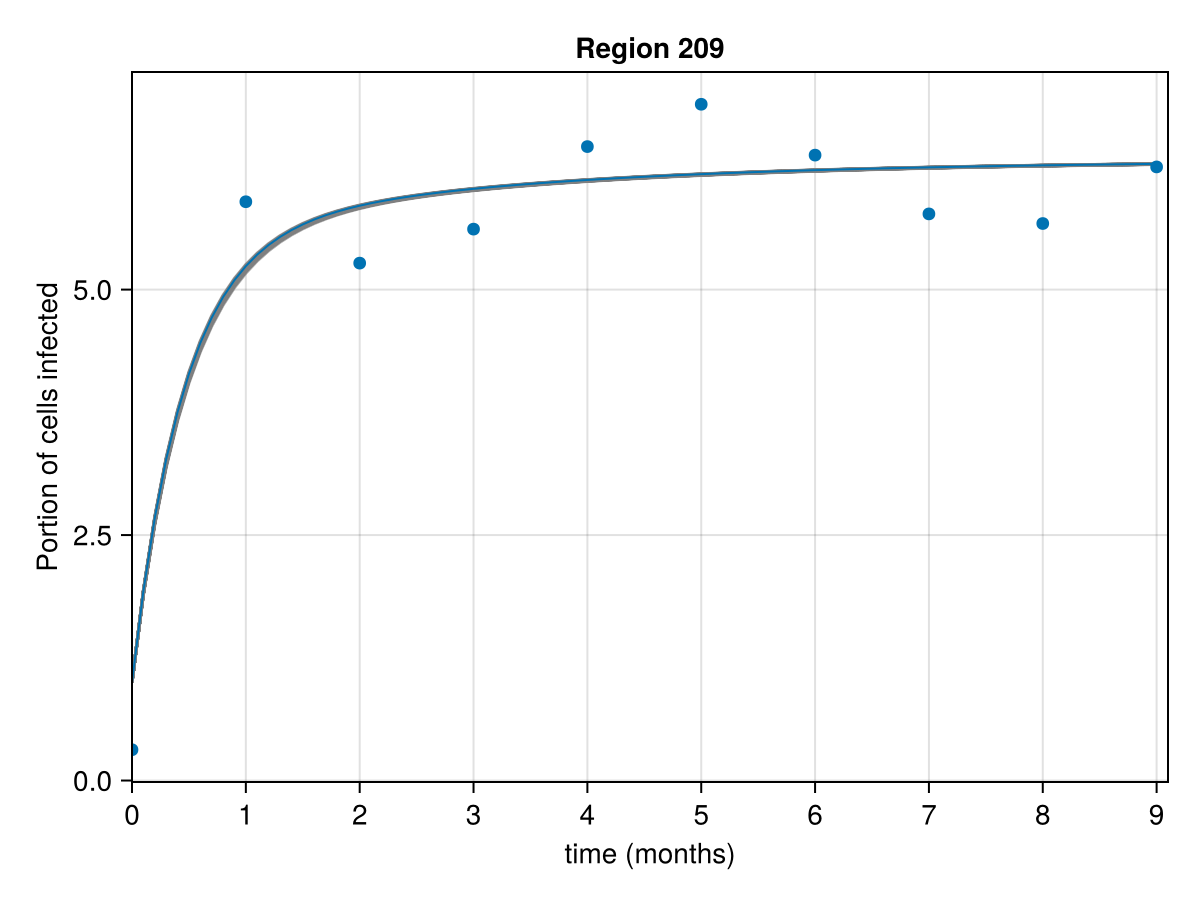 Region 209
Portion of cells infected
5.0
2.5
0.0
0 1 2 3 4 5 6 7 8 9
time (months)